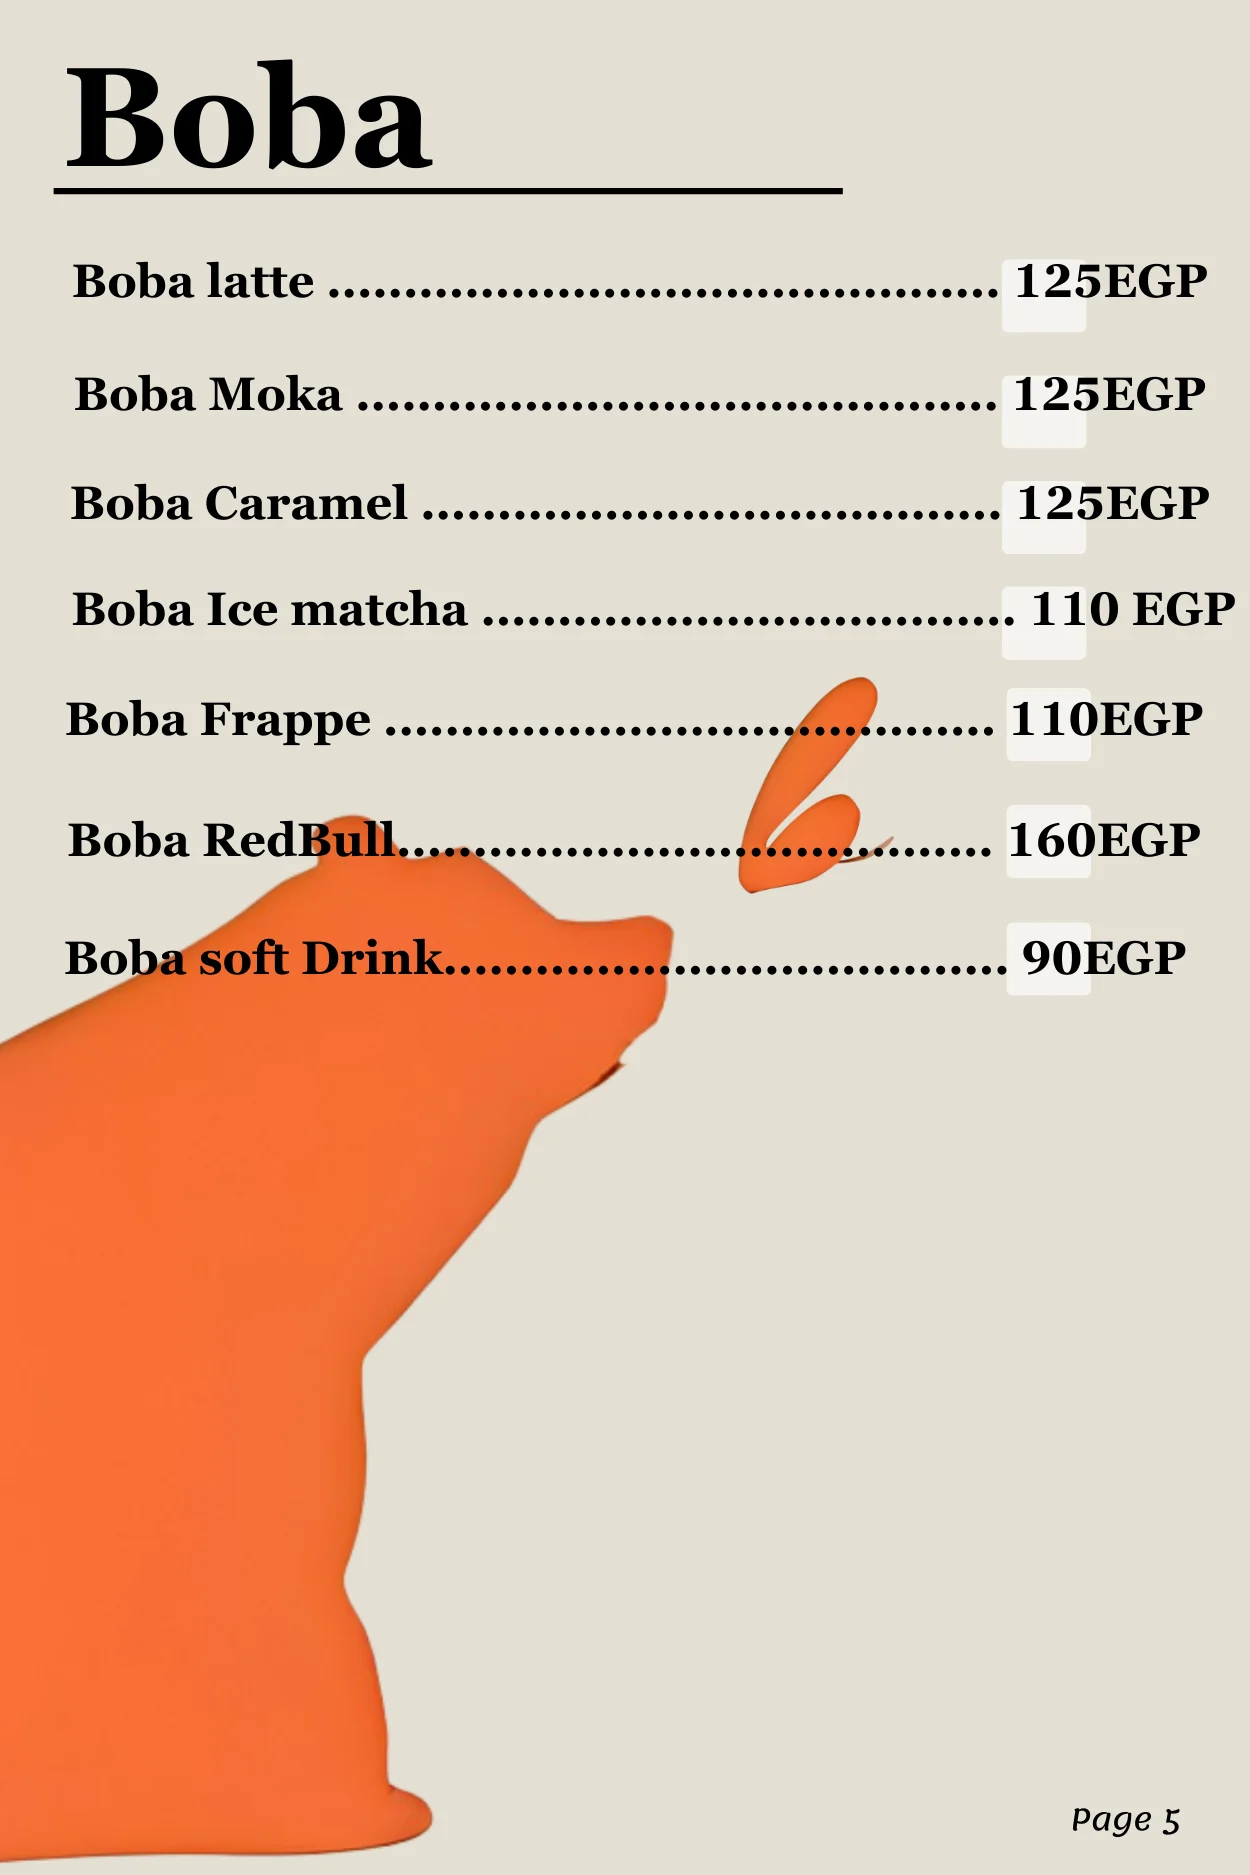 Boba
Boba latte ............................................ 125EGP
Boba Moka .......................................... 125EGP
Boba Caramel ...................................... 125EGP
Boba Ice matcha ................................... 110 EGP
Boba Frappe ........................................ 110EGP
Boba RedBull....................................... 160EGP
Boba soft Drink..................................... 90EGP
Page 5